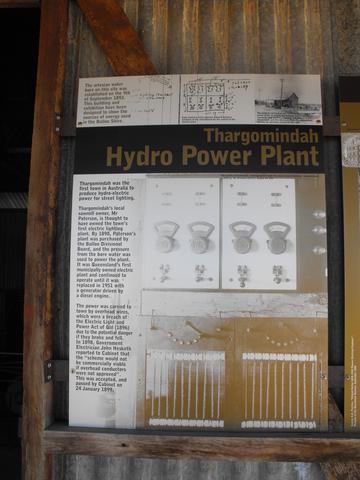 The artesian water
bore on this site was
established on the 9th
of September 1893.
This building and
exhibition have been
designed to show the
sources of energy used
in the Bulloo Shire.
Thargomindah
Hydro Power Plant
Thargomindah was the
first town in Australia to
produce hydro-electric
power for street lighting.
Thargomindah's local
sawmill owner, Mr
Paterson, is thought to
have owned the town's
first electric lighting
plant. By 1898, Paterson's
plant was purchased by
the Bulloo Divisional
Board, and the pressure
from the bore water was
used to power the plant.
It was Queensland's first
municipally owned electric
plant and continued to
operate until it was
replaced in 1951 with
a generator driven by
a diesel engine.
The power was carried to
town by overhead wires,
which were a breach of
the Electric Light and
Power Act of Qld (1896)
due to the potential danger
if they broke and fell.
In 1898, Government
Electrician John Hesketh
reported to Cabinet that
the "scheme would not
be commercially viable
if overhead conductors
were not approved".
This was accepted, and
passed by Cabinet on
24 January 1899.